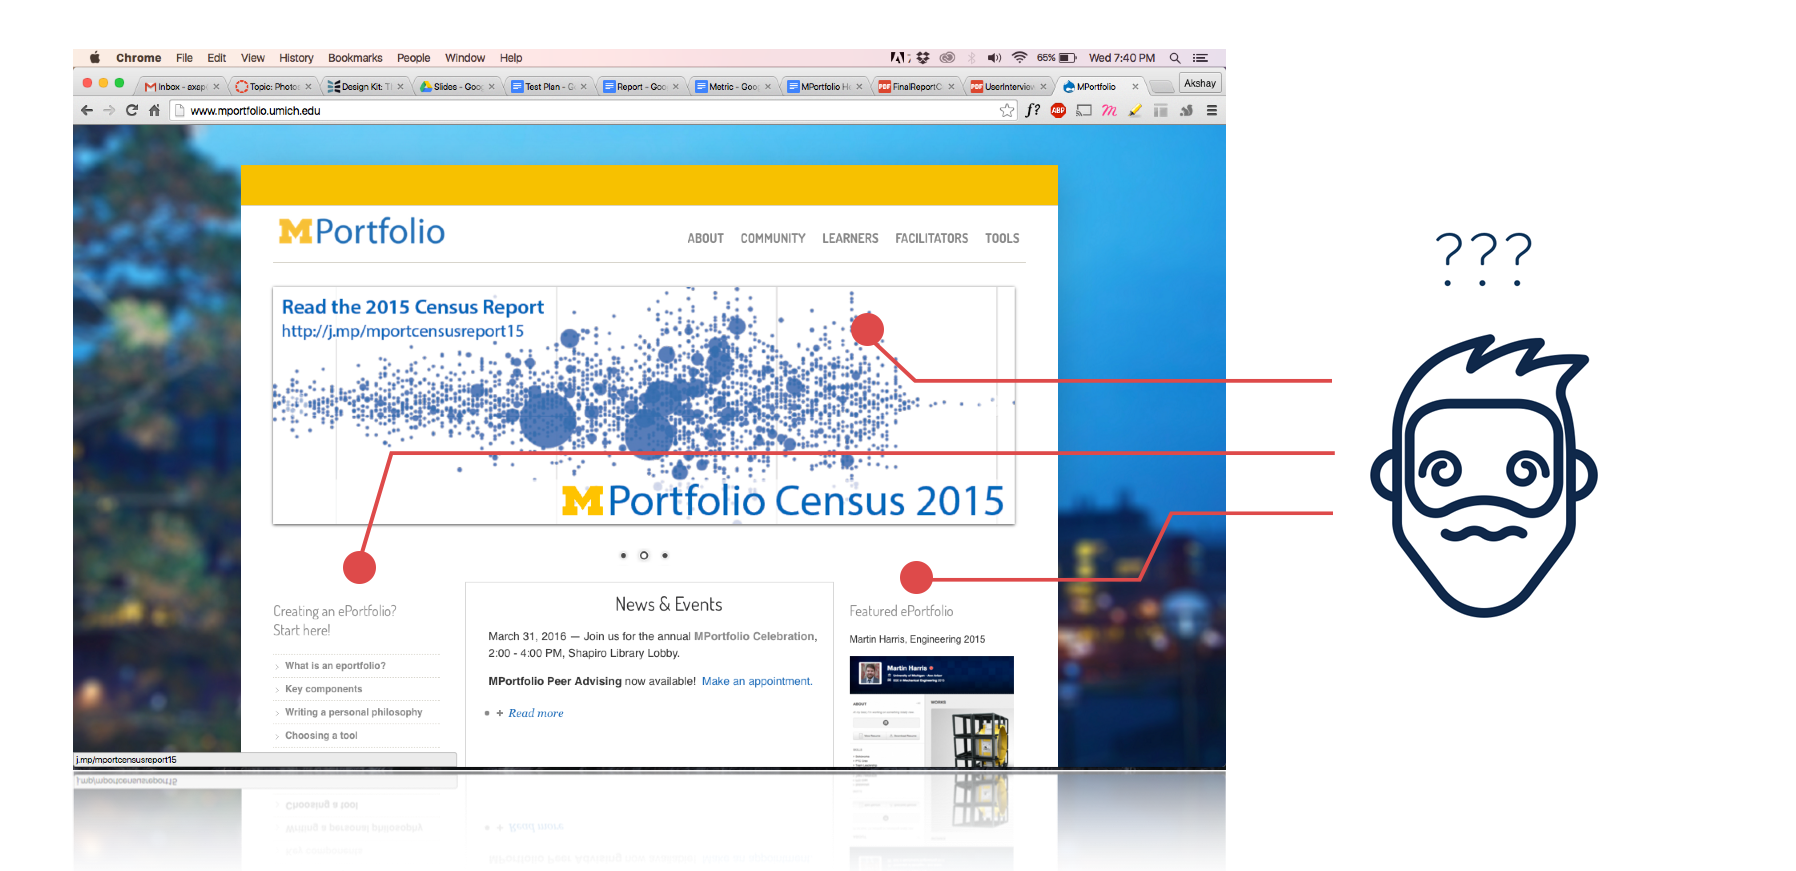 Chrome File Edit View History Bookmarks People Window Help
65% Wed 7:40 PM
Inbox - axap
Topic: Photo
Design Kit: T
Slides - Goo
Test Plan - G
Report - Goo
Metric - Goo
MPortfolio H
FinalReport
UserInterview
MPortfolio
Akshay
www.mportfolio.umich.edu
f? ABP m
MPortfolio
ABOUT COMMUNITY LEARNERS FACILITATORS TOOLS
Read the 2015 Census Report
http://j.mp/mportcensusreport15
MPortfolio Census 2015
???
Creating an ePortfolio?
Start here!
What is an eportfolio?
Key components
Writing a personal philosophy
Choosing a tool
News & Events
March 31, 2016 — Join us for the annual MPortfolio Celebration,
2:00 - 4:00 PM, Shapiro Library Lobby.
MPortfolio Peer Advising now available! Make an appointment.
+ Read more
Featured ePortfolio
Martin Harris, Engineering 2015
Martin Harris
ABOUT
WORKS
j.mp/mportcensusreport15